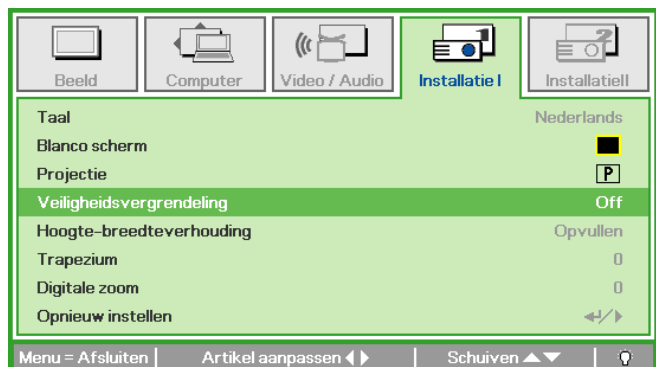 Beeld Computer Video / Audio Installatie I InstallatieII
Taal Nederlands
Blanco scherm
Projectie P
Veiligheidsvergrendeling Off
Hoogte-breedteverhouding Opvullen
Trapezium 0
Digitale zoom 0
Opnieuw instellen
Menu = Afsluiten Artikel aanpassen Schuiven